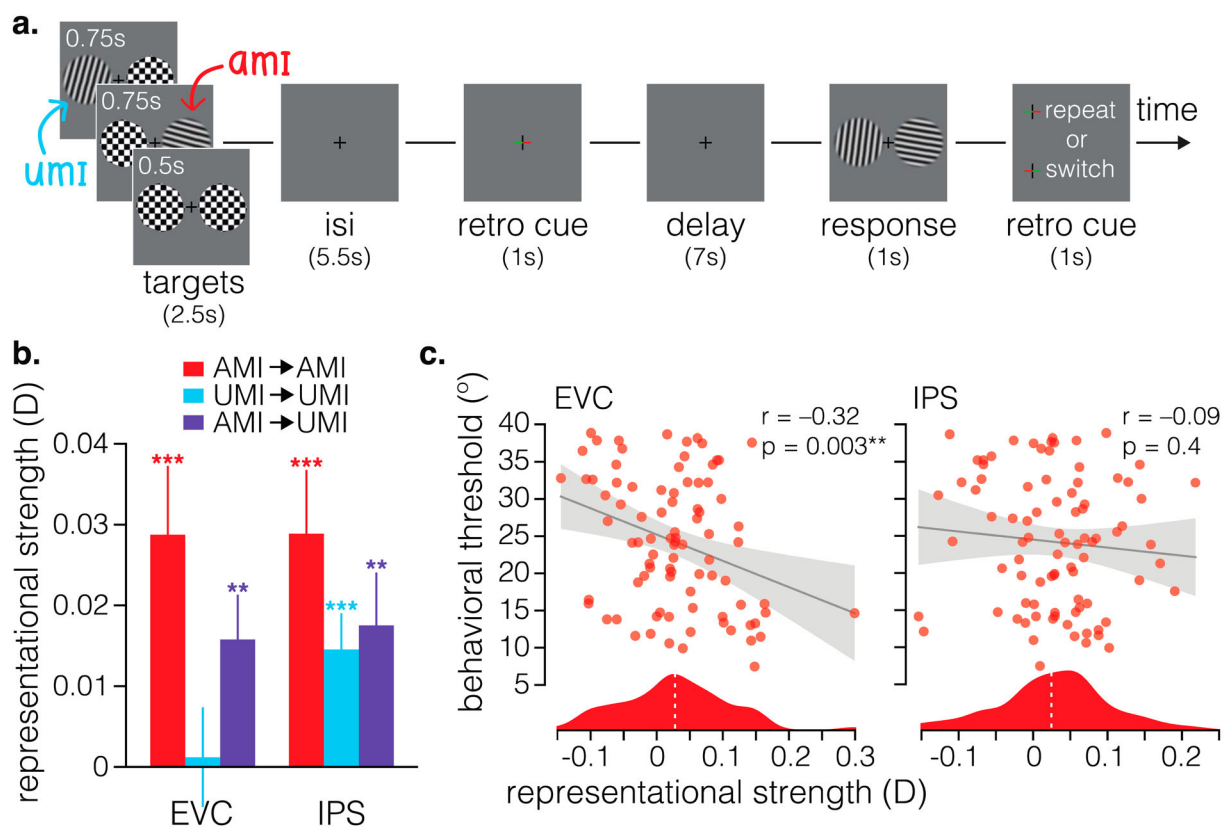 a.
0.75s
0.75s
0.5s
amı
umı
targets
(2.5s)
isi
(5.5s)
retro cue
(1s)
delay
(7s)
response
(1s)
repeat
or
switch
retro cue
(1s)
time
b.
AMI→AMI
UMI→UMI
AMI→UMI
representational strength (D)
0.04
0.03
0.02
0.01
0
***
**
***
***
**
EVC
IPS
c.
behavioral threshold (°)
EVC
r = –0.32
p = 0.003**
40
35
30
25
20
15
10
5
-0.1 0 0.1 0.2 0.3
IPS
r = –0.09
p = 0.4
-0.1 0 0.1 0.2
representational strength (D)